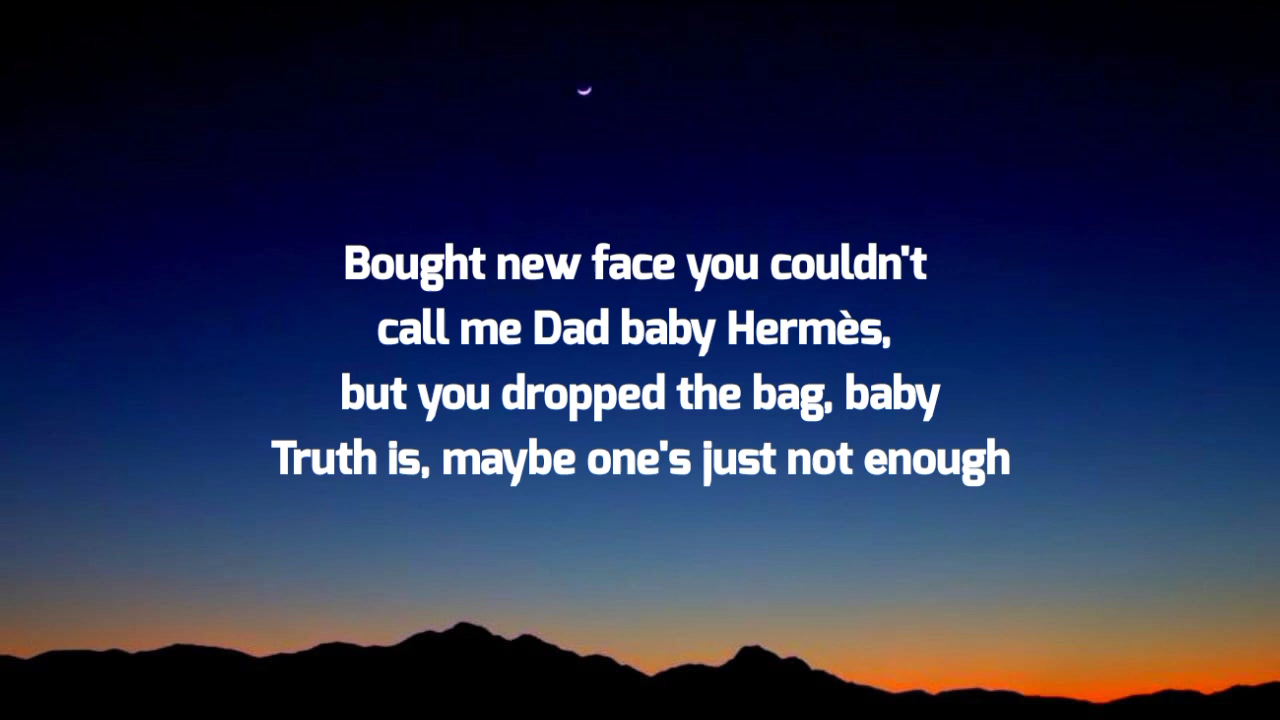 Bought new face you couldn't
call me Dad baby Hermès,
but you dropped the bag, baby
Truth is, maybe one's just not enough